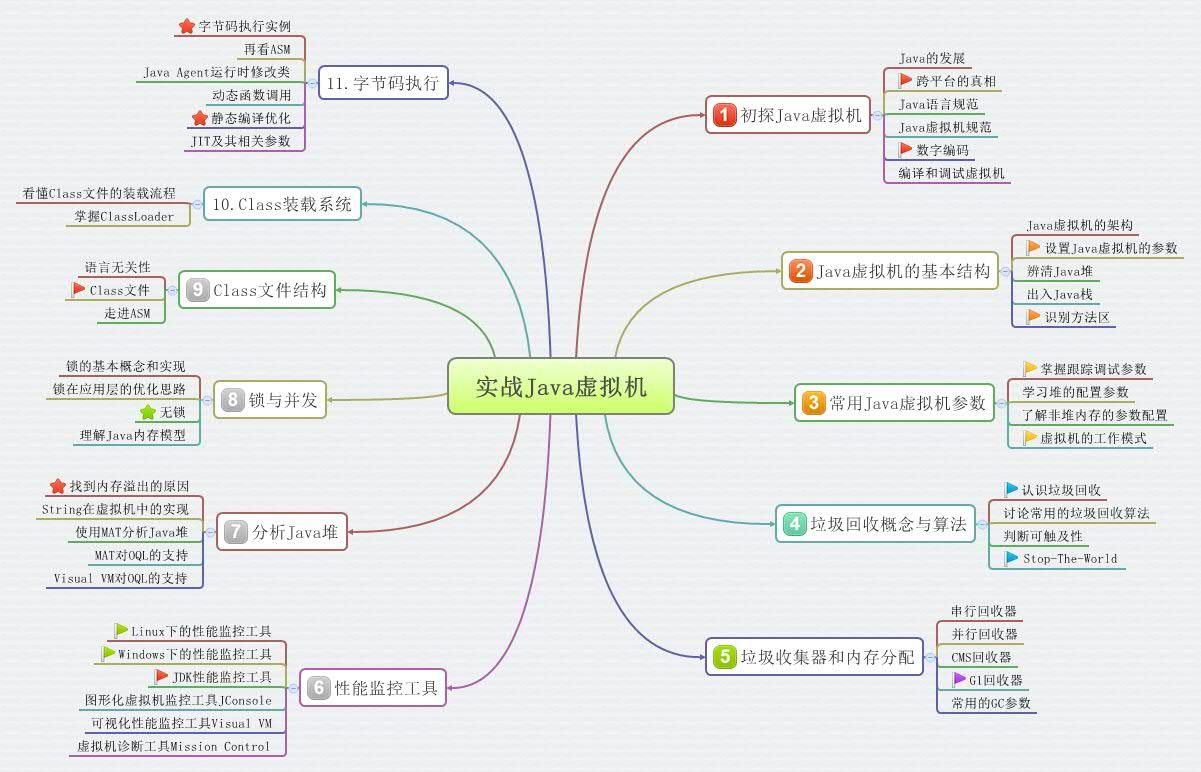 实战Java虚拟机
1 初探Java虚拟机
Java的发展
跨平台的真相
Java语言规范
Java虚拟机规范
数字编码
编译和调试虚拟机
2 Java虚拟机的基本结构
Java虚拟机的架构
设置Java虚拟机的参数
辨清Java堆
出入Java栈
识别方法区
3 常用Java虚拟机参数
掌握跟踪调试参数
学习堆的配置参数
了解非堆内存的参数配置
虚拟机的工作模式
4 垃圾回收概念与算法
认识垃圾回收
讨论常用的垃圾回收算法
判断可触及性
Stop-The-World
5 垃圾收集器和内存分配
串行回收器
并行回收器
CMS回收器
G1回收器
常用的GC参数
6 性能监控工具
Linux下的性能监控工具
Windows下的性能监控工具
JDK性能监控工具
图形化虚拟机监控工具JConsole
可视化性能监控工具Visual VM
虚拟机诊断工具Mission Control
7 分析Java堆
找到内存溢出的原因
String在虚拟机中的实现
使用MAT分析Java堆
MAT对OQL的支持
Visual VM对OQL的支持
8 锁与并发
锁的基本概念和实现
锁在应用层的优化思路
无锁
理解Java内存模型
9 Class文件结构
语言无关性
Class文件
走进ASM
10.Class装载系统
看懂Class文件的装载流程
掌握ClassLoader
11.字节码执行
字节码执行实例
再看ASM
Java Agent运行时修改类
动态函数调用
静态编译优化
JIT及其相关参数